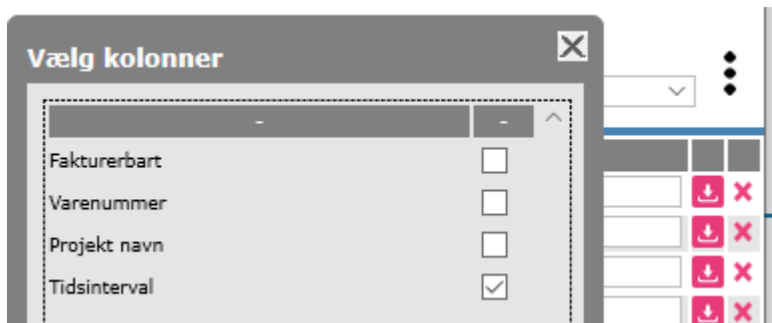 Vælg kolonner
- -
Fakturerbart
Varenummer
Projekt navn
Tidsinterval